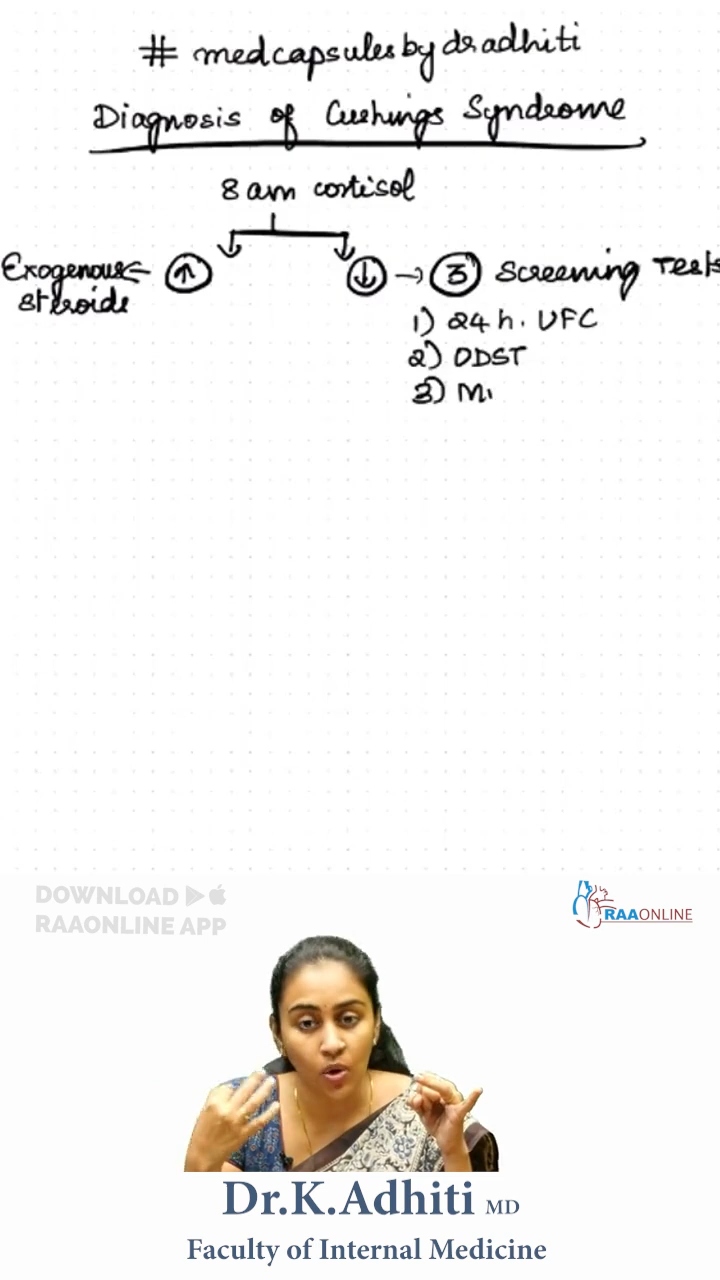 # medcapsules by dr adhiti
Diagnosis of Cushings Syndrome
8 am cortisol
Exogenous ← ↑ ↓ → 3 Screening Tests
steroids
1) 24 h. UFC
2) ODST
3) Mi
DOWNLOAD
RAAONLINE APP
RAAONLINE
Dr.K.Adhiti MD
Faculty of Internal Medicine